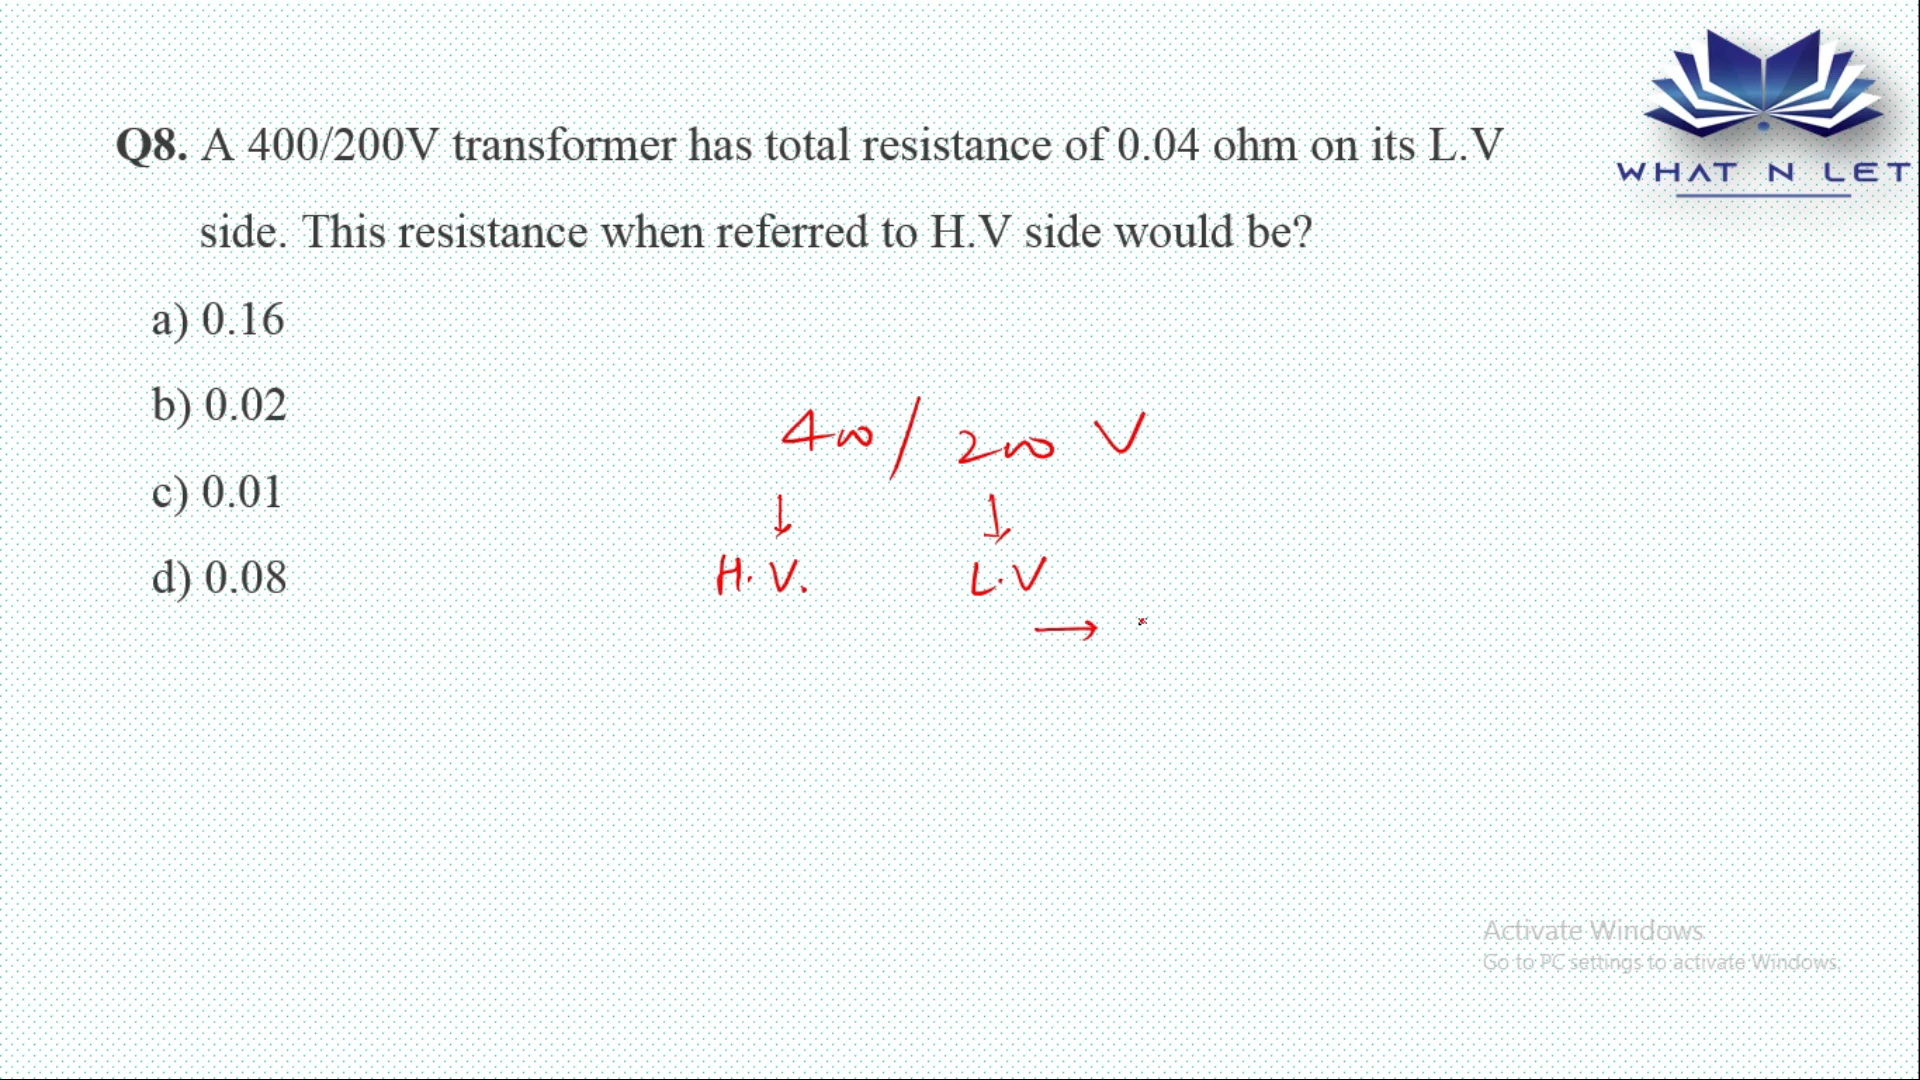 WHAT N LET
Q8. A 400/200V transformer has total resistance of 0.04 ohm on its L.V
side. This resistance when referred to H.V side would be?
a) 0.16
b) 0.02
c) 0.01
d) 0.08
400/200 V
↓ ↓
H.V. L.V
→
Activate Windows
Go to PC settings to activate Windows.